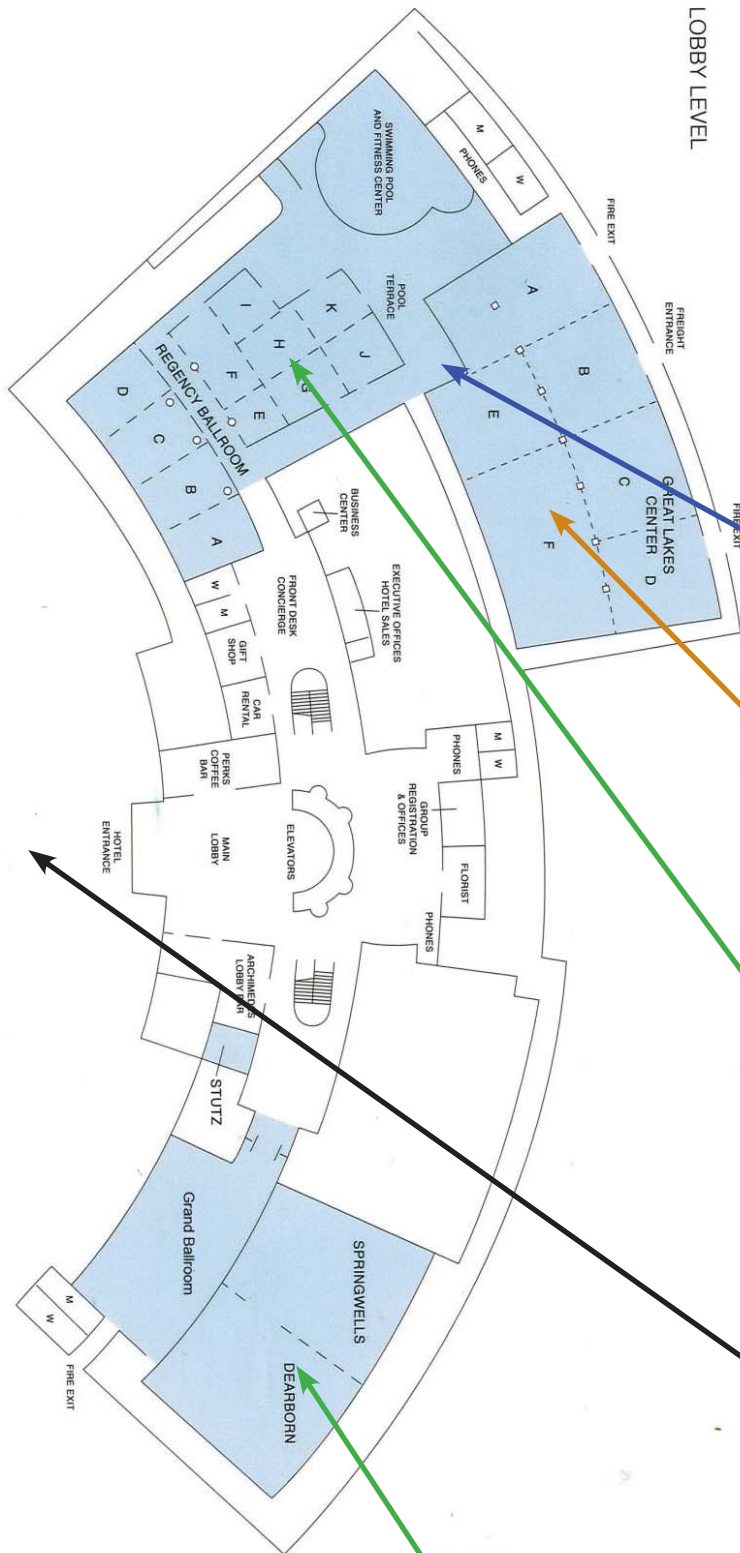 LOBBY LEVEL
M
W
PHONES
SWIMMING POOL
AND FITNESS CENTER
FIRE EXIT
FREIGHT
ENTRANCE
FIRE EXIT
POOL
TERRACE
A
B
C
D
E
F
GREAT LAKES
CENTER
I
K
H
J
G
F
E
REGENCY BALLROOM
D
C
B
A
BUSINESS
CENTER
EXECUTIVE OFFICES
HOTEL SALES
FRONT DESK
CONCIERGE
W
M
GIFT
SHOP
CAR
RENTAL
PERKS
COFFEE
BAR
PHONES
M
W
GROUP
REGISTRATION
& OFFICES
FLORIST
PHONES
ELEVATORS
MAIN
LOBBY
HOTEL
ENTRANCE
ARCHIMEDES
LOBBY BAR
STUTZ
Grand Ballroom
SPRINGWELLS
DEARBORN
M
W
FIRE EXIT